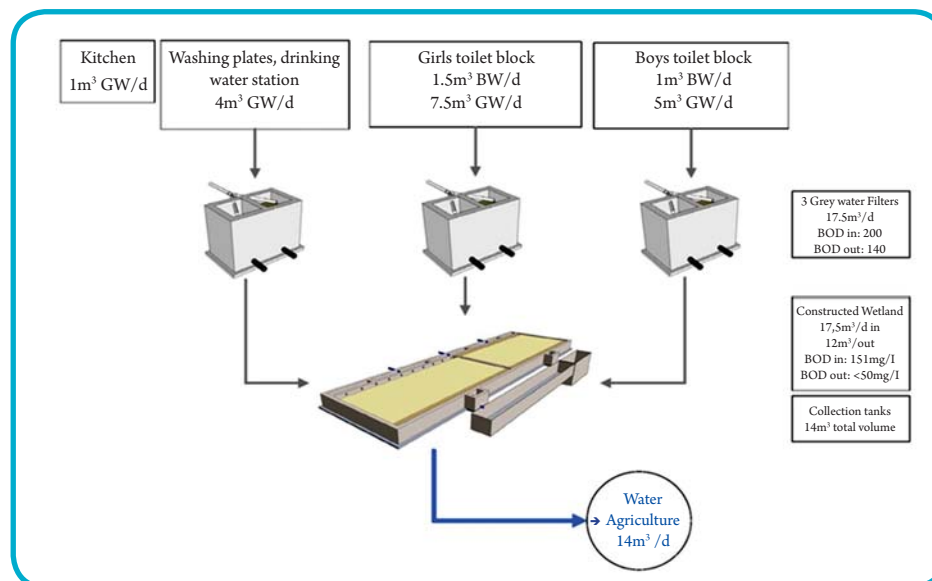 Kitchen
1m³ GW/d
Washing plates, drinking
water station
4m³ GW/d
Girls toilet block
1.5m³ BW/d
7.5m³ GW/d
Boys toilet block
1m³ BW/d
5m³ GW/d
3 Grey water Filters
17.5m³/d
BOD in: 200
BOD out: 140
Constructed Wetland
17,5m³/d in
12m³/out
BOD in: 151mg/I
BOD out: <50mg/I
Collection tanks
14m³ total volume
Water
Agriculture
14m³ /d